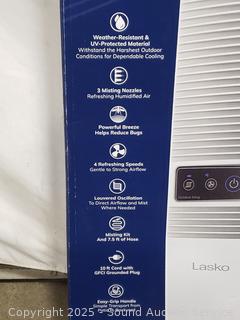 Weather-Resistant &
UV-Protected Material
Withstand the Harshest Outdoor
Conditions for Dependable Cooling
3 Misting Nozzles
Refreshing Humidified Air
Powerful Breeze
Helps Reduce Bugs
4 Refreshing Speeds
Gentle to Strong Airflow
Louvered Oscillation
To Direct Airflow and Mist
Where Needed
Misting Kit
And 7.5 ft of Hose
10 ft Cord with
GFCI Grounded Plug
Easy-Grip Handle
Simple Transport from
Lasko
Copyright 2025 - Sound Auction